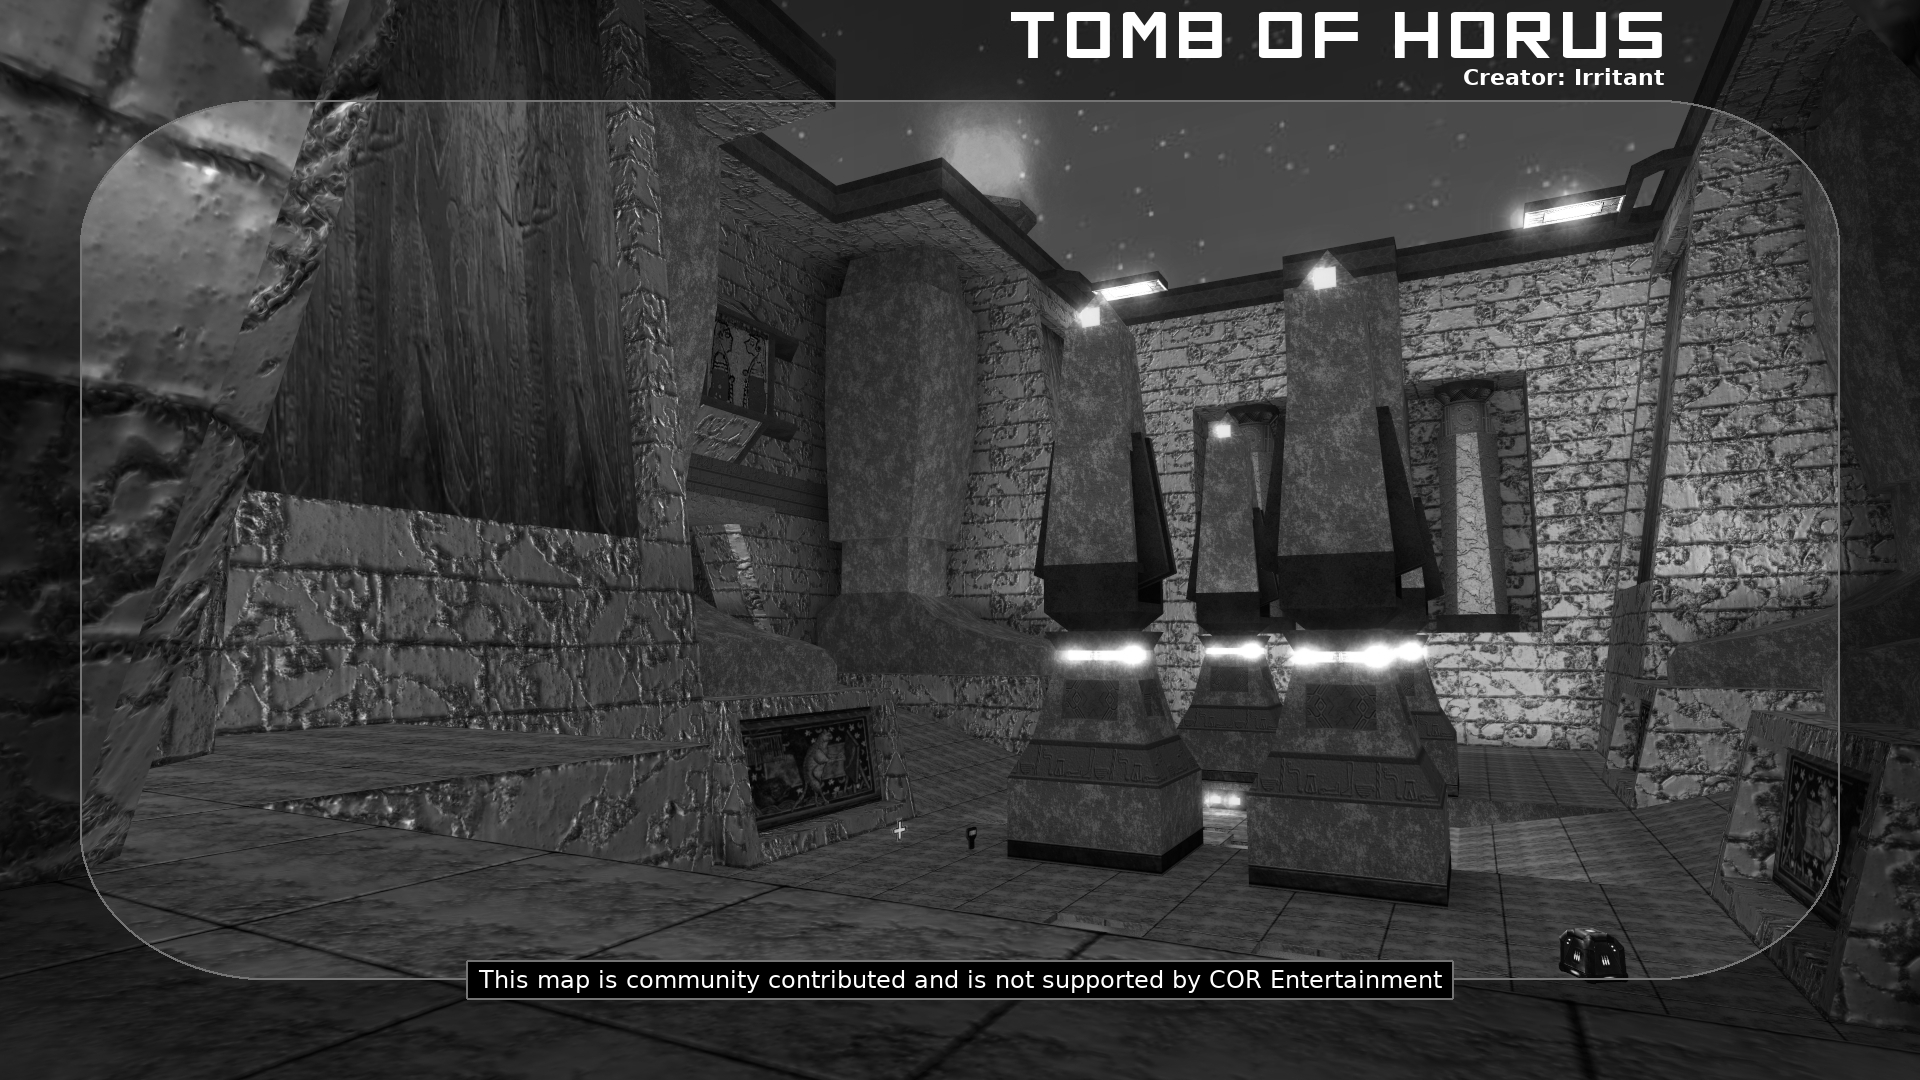 TOMB OF HORUS
Creator: Irritant
This map is community contributed and is not supported by COR Entertainment